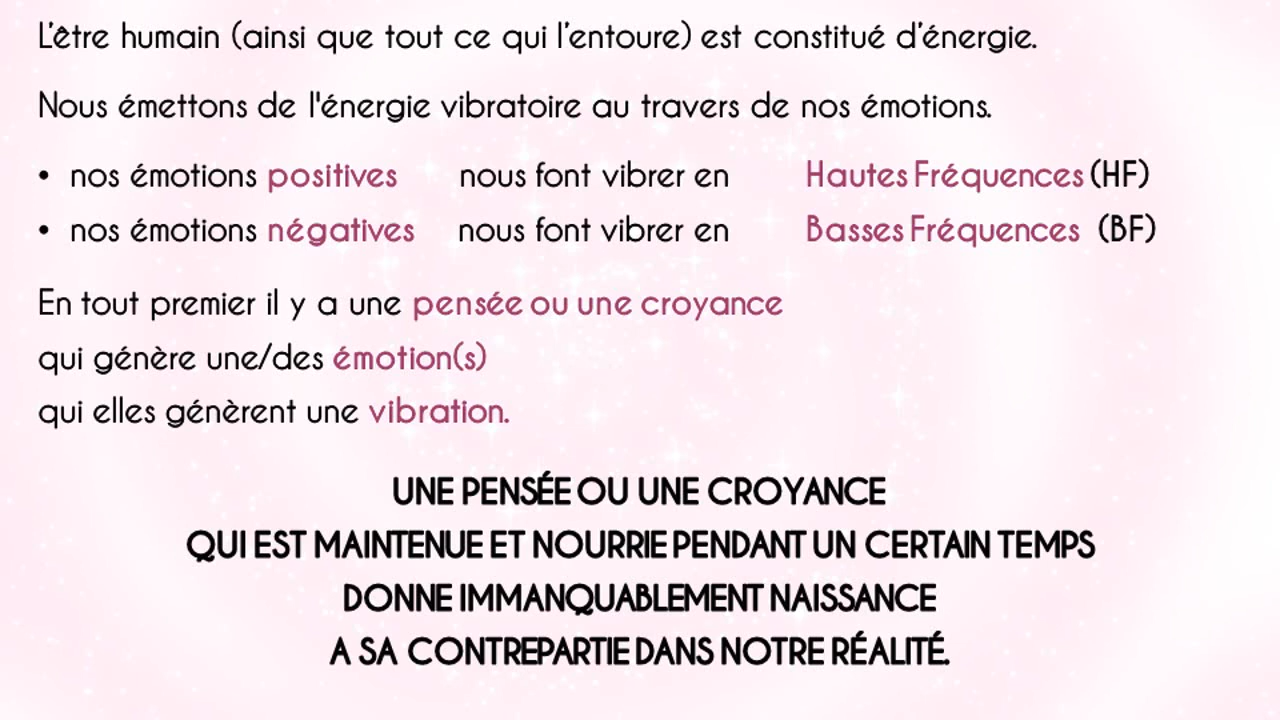 L'être humain (ainsi que tout ce qui l'entoure) est constitué d'énergie.
Nous émettons de l'énergie vibratoire au travers de nos émotions.
• nos émotions positives nous font vibrer en Hautes Fréquences (HF)
• nos émotions négatives nous font vibrer en Basses Fréquences (BF)
En tout premier il y a une pensée ou une croyance
qui génère une/des émotion(s)
qui elles génèrent une vibration.
UNE PENSÉE OU UNE CROYANCE
QUI EST MAINTENUE ET NOURRIE PENDANT UN CERTAIN TEMPS
DONNE IMMANQUABLEMENT NAISSANCE
A SA CONTREPARTIE DANS NOTRE RÉALITÉ.